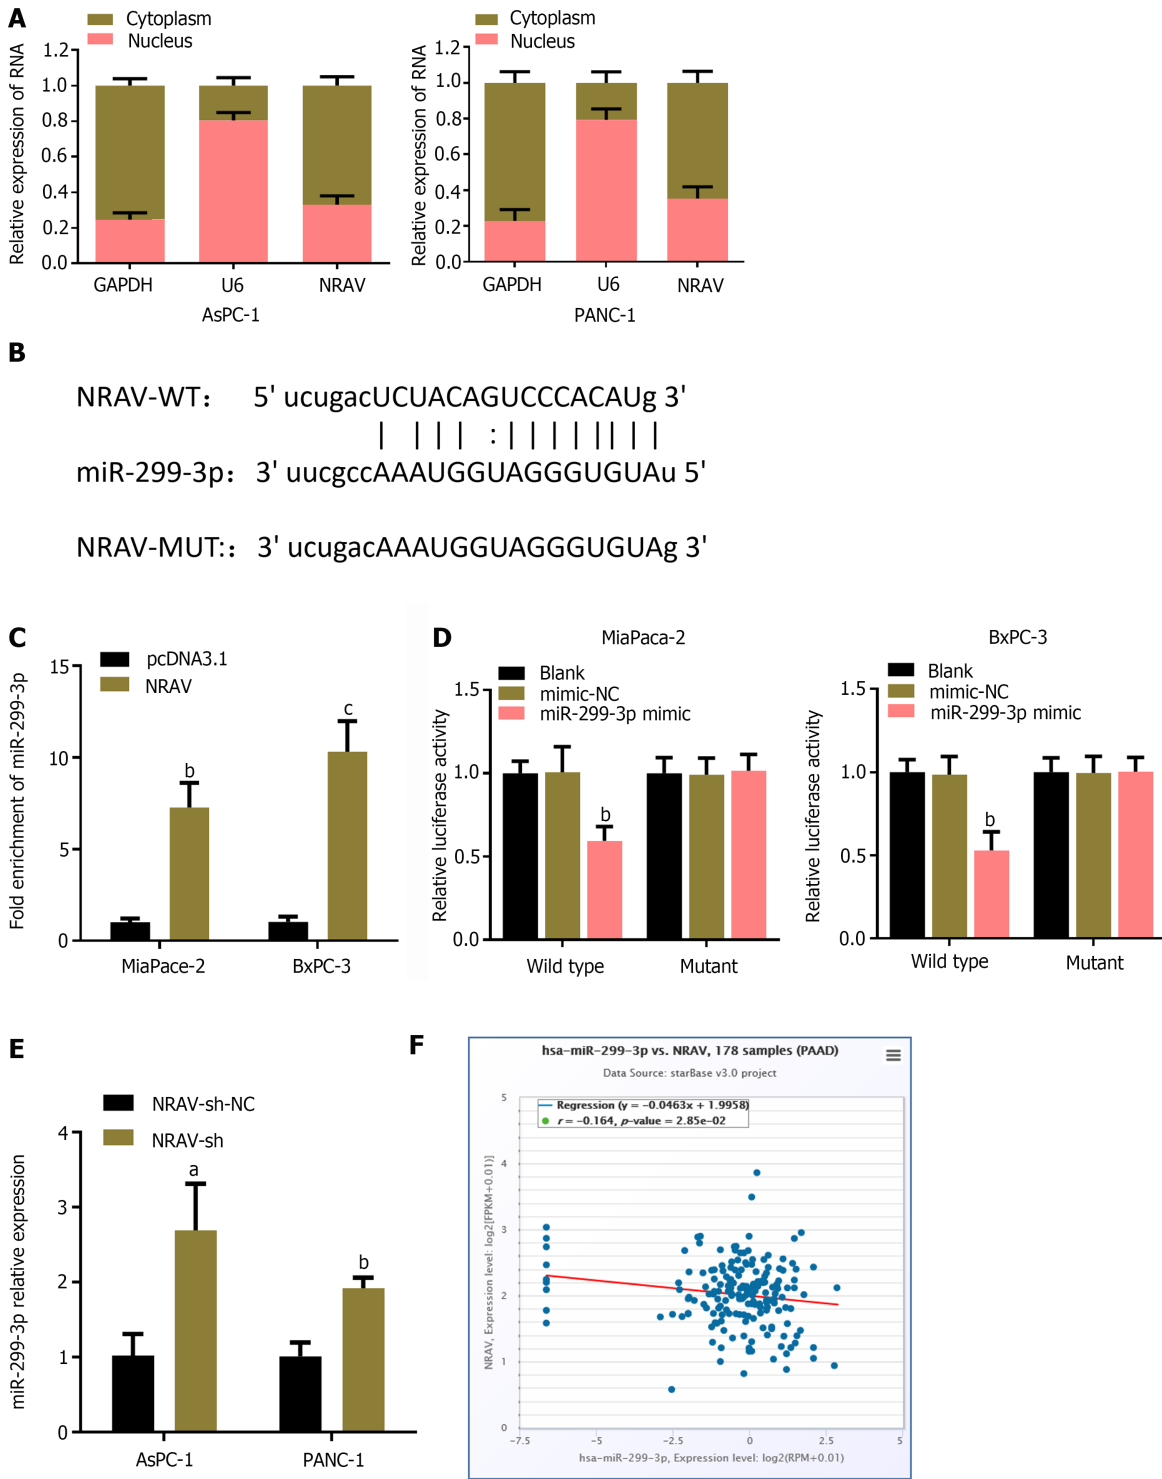 A
Cytoplasm
Nucleus
Relative expression of RNA
1.2
1.0
0.8
0.6
0.4
0.2
0.0
GAPDH U6 NRAV
AsPC-1
Cytoplasm
Nucleus
Relative expression of RNA
1.2
1.0
0.8
0.6
0.4
0.2
0.0
GAPDH U6 NRAV
PANC-1
B
NRAV-WT: 5' ucugacUCUACAGUCCCACAUg 3'
miR-299-3p: 3' uucgccAAAUGGUAGGGUGUAu 5'
NRAV-MUT:: 3' ucugacAAAUGGUAGGGUGUAg 3'
C
pcDNA3.1
NRAV
Fold enrichment of miR-299-3p
15
10
5
0
b
c
MiaPace-2 BxPC-3
D
MiaPaca-2
Blank
mimic-NC
miR-299-3p mimic
Relative luciferase activity
1.5
1.0
0.5
0.0
b
Wild type Mutant
BxPC-3
Blank
mimic-NC
miR-299-3p mimic
Relative luciferase activity
1.5
1.0
0.5
0.0
b
Wild type Mutant
E
NRAV-sh-NC
NRAV-sh
miR-299-3p relative expression
4
3
2
1
0
a
b
AsPC-1 PANC-1
F
hsa-miR-299-3p vs. NRAV, 178 samples (PAAD)
Data Source: starBase v3.0 project
Regression (y = -0.0463x + 1.9958)
r = -0.164, p-value = 2.85e-02
NRAV, Expression level: log2[FPKM+0.01)]
5
4
3
2
1
0
-7.5 -5 -2.5 0 2.5 5
hsa-miR-299-3p, Expression level: log2(RPM+0.01)